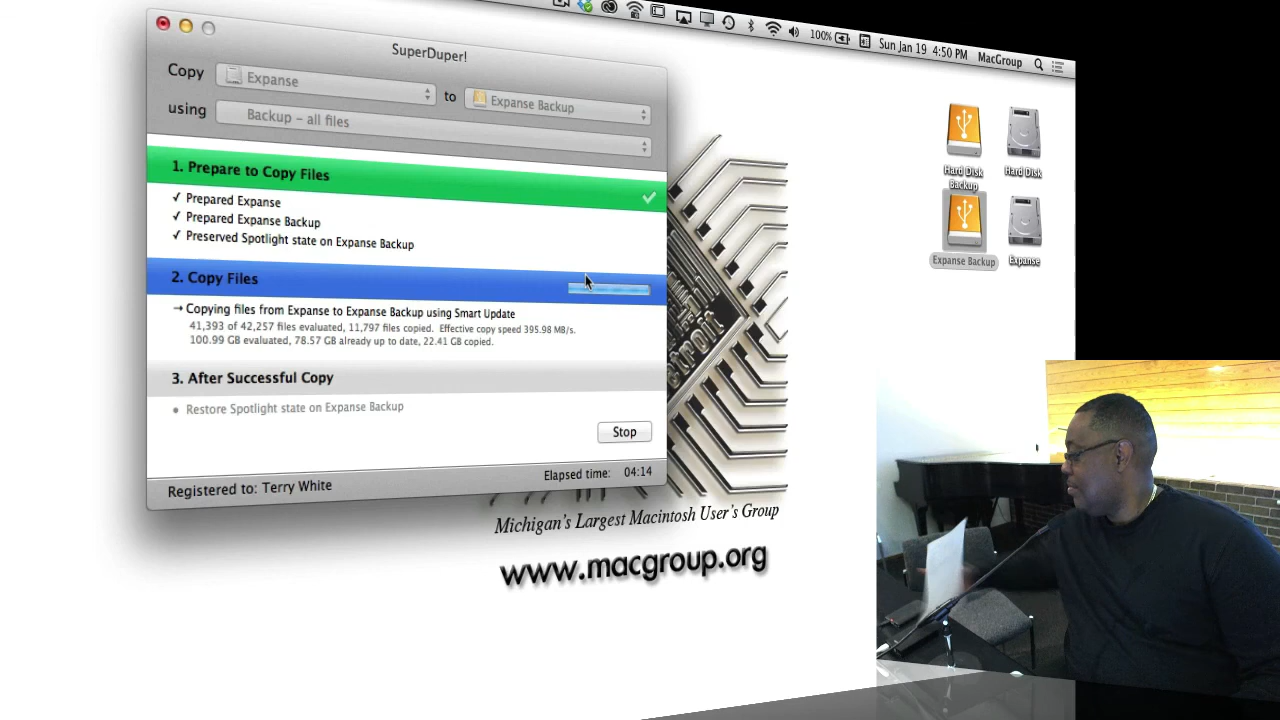 100%
Sun Jan 19 4:50 PM MacGroup
SuperDuper!
Copy Expanse to Expanse Backup
using Backup – all files
1. Prepare to Copy Files
✓ Prepared Expanse
✓ Prepared Expanse Backup
✓ Preserved Spotlight state on Expanse Backup
2. Copy Files
→ Copying files from Expanse to Expanse Backup using Smart Update
41,393 of 42,257 files evaluated, 11,797 files copied. Effective copy speed 395.98 MB/s.
100.99 GB evaluated, 78.57 GB already up to date, 22.41 GB copied.
3. After Successful Copy
• Restore Spotlight state on Expanse Backup
Stop
Elapsed time: 04:14
Registered to: Terry White
Hard Disk
Backup
Hard Disk
Expanse Backup
Expanse
Michigan's Largest Macintosh User's Group
www.macgroup.org